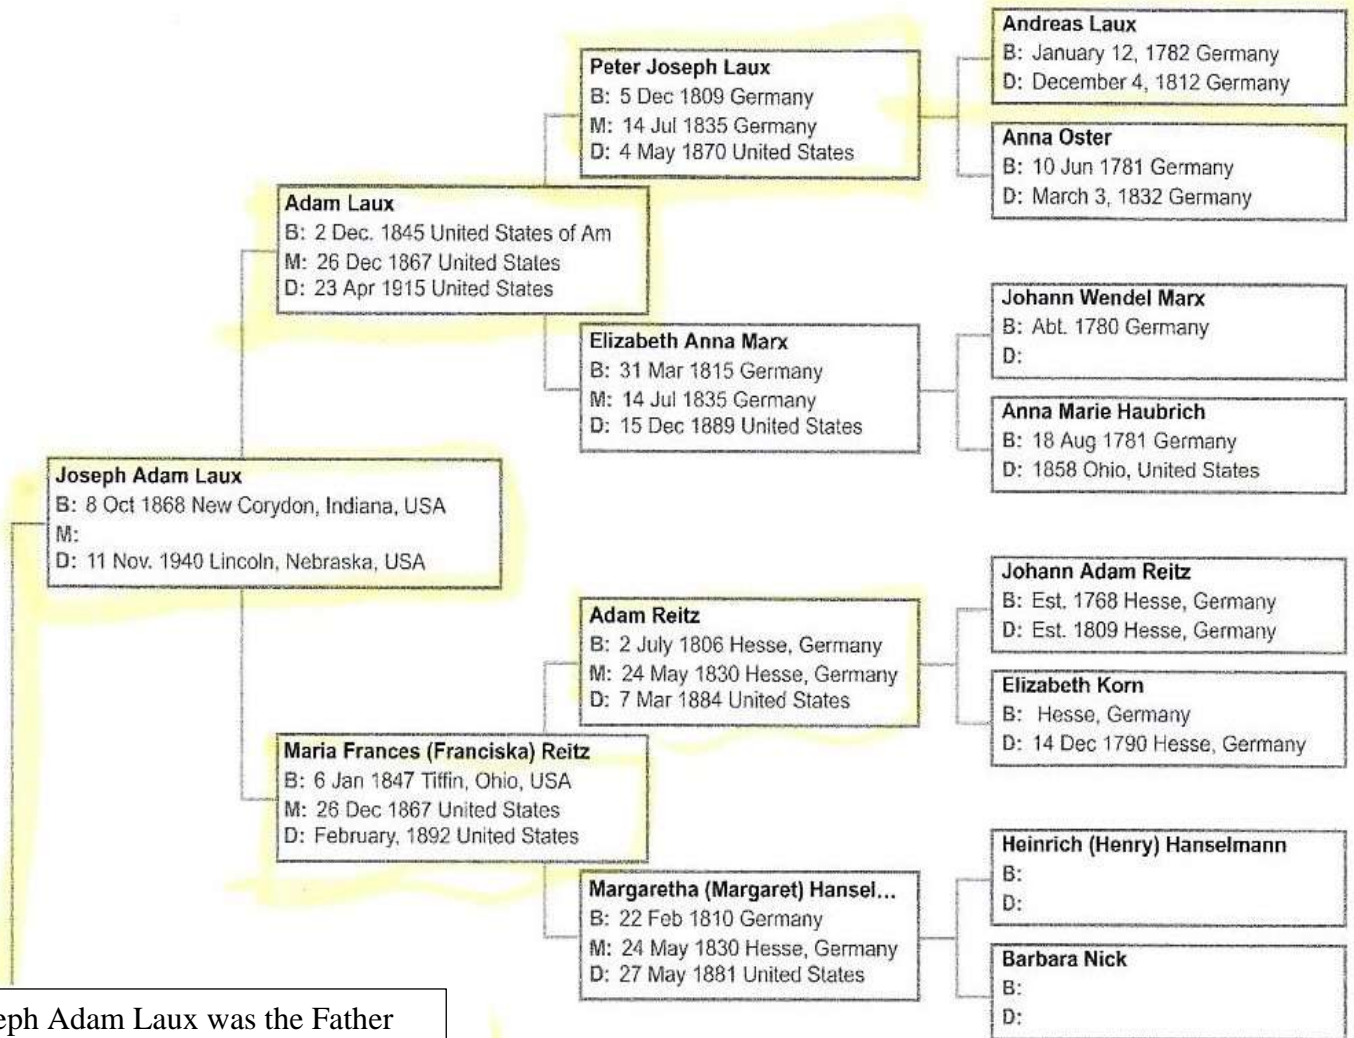 Andreas Laux
B: January 12, 1782 Germany
D: December 4, 1812 Germany
Peter Joseph Laux
B: 5 Dec 1809 Germany
M: 14 Jul 1835 Germany
D: 4 May 1870 United States
Anna Oster
B: 10 Jun 1781 Germany
D: March 3, 1832 Germany
Adam Laux
B: 2 Dec. 1845 United States of Am
M: 26 Dec 1867 United States
D: 23 Apr 1915 United States
Johann Wendel Marx
B: Abt. 1780 Germany
D:
Elizabeth Anna Marx
B: 31 Mar 1815 Germany
M: 14 Jul 1835 Germany
D: 15 Dec 1889 United States
Anna Marie Haubrich
B: 18 Aug 1781 Germany
D: 1858 Ohio, United States
Joseph Adam Laux
B: 8 Oct 1868 New Corydon, Indiana, USA
M:
D: 11 Nov. 1940 Lincoln, Nebraska, USA
Johann Adam Reitz
B: Est. 1768 Hesse, Germany
D: Est. 1809 Hesse, Germany
Adam Reitz
B: 2 July 1806 Hesse, Germany
M: 24 May 1830 Hesse, Germany
D: 7 Mar 1884 United States
Elizabeth Korn
B: Hesse, Germany
D: 14 Dec 1790 Hesse, Germany
Maria Frances (Franciska) Reitz
B: 6 Jan 1847 Tiffin, Ohio, USA
M: 26 Dec 1867 United States
D: February, 1892 United States
Heinrich (Henry) Hanselmann
B:
D:
Margaretha (Margaret) Hansel...
B: 22 Feb 1810 Germany
M: 24 May 1830 Hesse, Germany
D: 27 May 1881 United States
Barbara Nick
B:
D:
eph Adam Laux was the Father